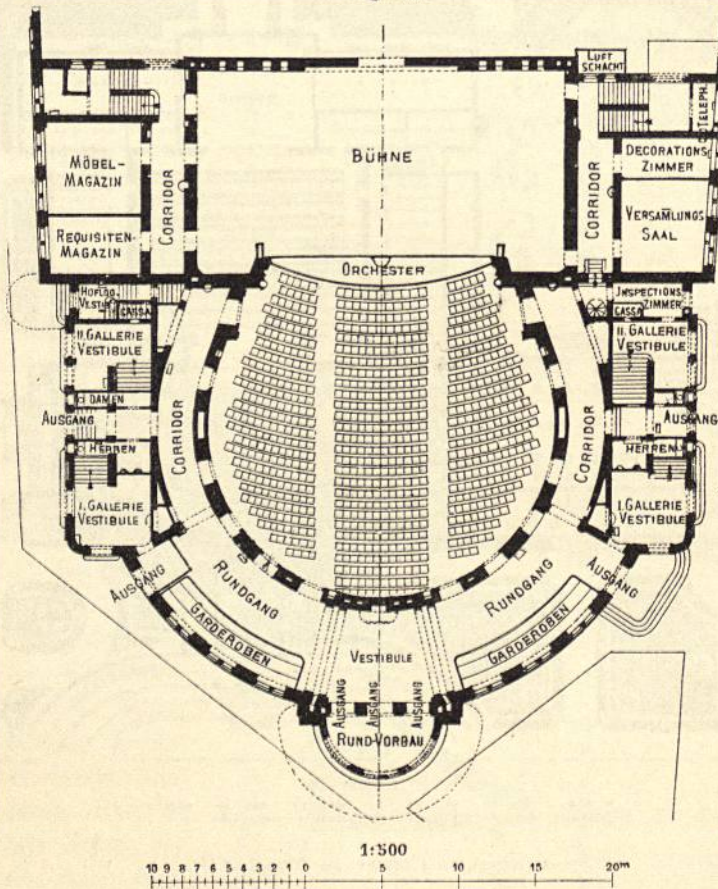 LUFT
SCHACHT
TELEPH.
BÜHNE
MÖBEL-
MAGAZIN
CORRIDOR
CORRIDOR
DECORATIONS
ZIMMER
VERSAMLUNGS
SAAL
REQUISITEN-
MAGAZIN
ORCHESTER
HOFLOG.
VESTIB.
CASSA
INSPECTIONS
ZIMMER
CASSA
II. GALLERIE
VESTIBULE
II. GALLERIE
VESTIBULE
DAMEN
AUSGANG
AUSGANG
HERREN
HERREN
CORRIDOR
CORRIDOR
I. GALLERIE
VESTIBULE
I. GALLERIE
VESTIBULE
AUSGANG
RUNDGANG
RUNDGANG
AUSGANG
GARDEROBEN
GARDEROBEN
VESTIBULE
AUSGANG
AUSGANG
AUSGANG
RUND-VORBAU
1:500
10 9 8 7 6 5 4 3 2 1 0 5 10 15 20m